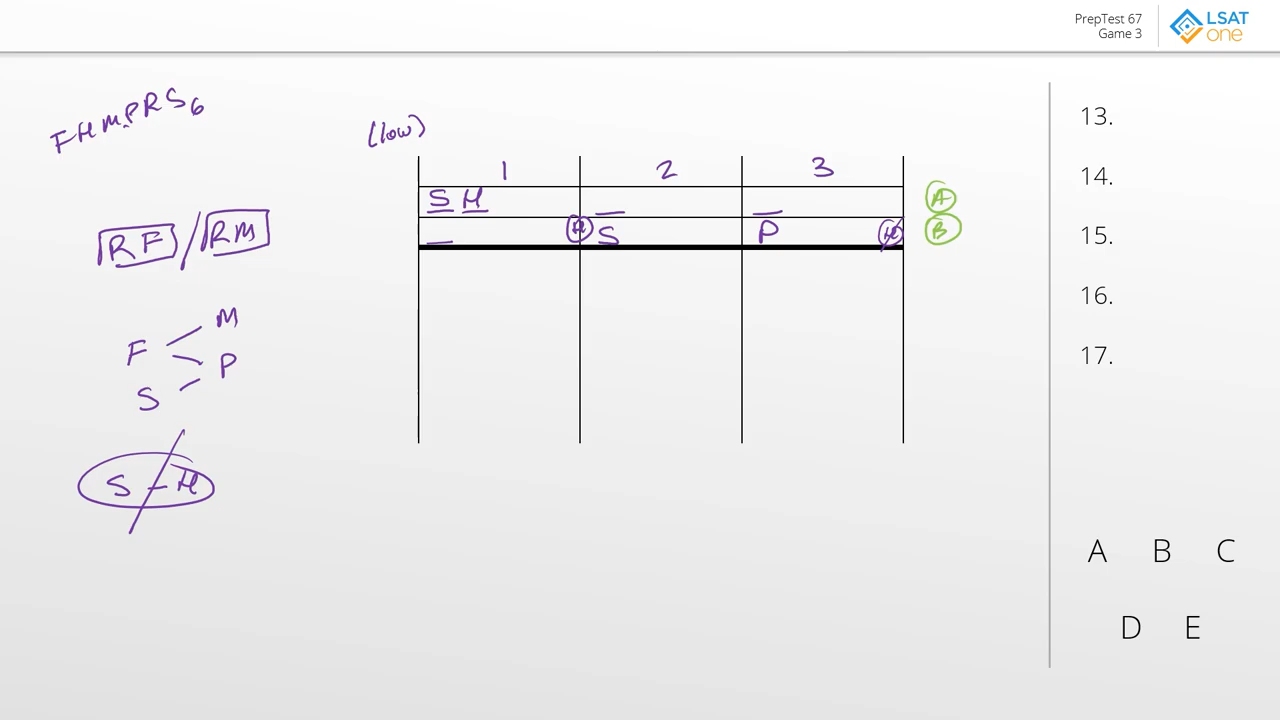 PrepTest 67
Game 3
LSAT
one
FHMPRS6
(low)
1 2 3
S H
A
H S P H
B
RF / RM
M
F
P
S
S - H
13.
14.
15.
16.
17.
A B C
D E